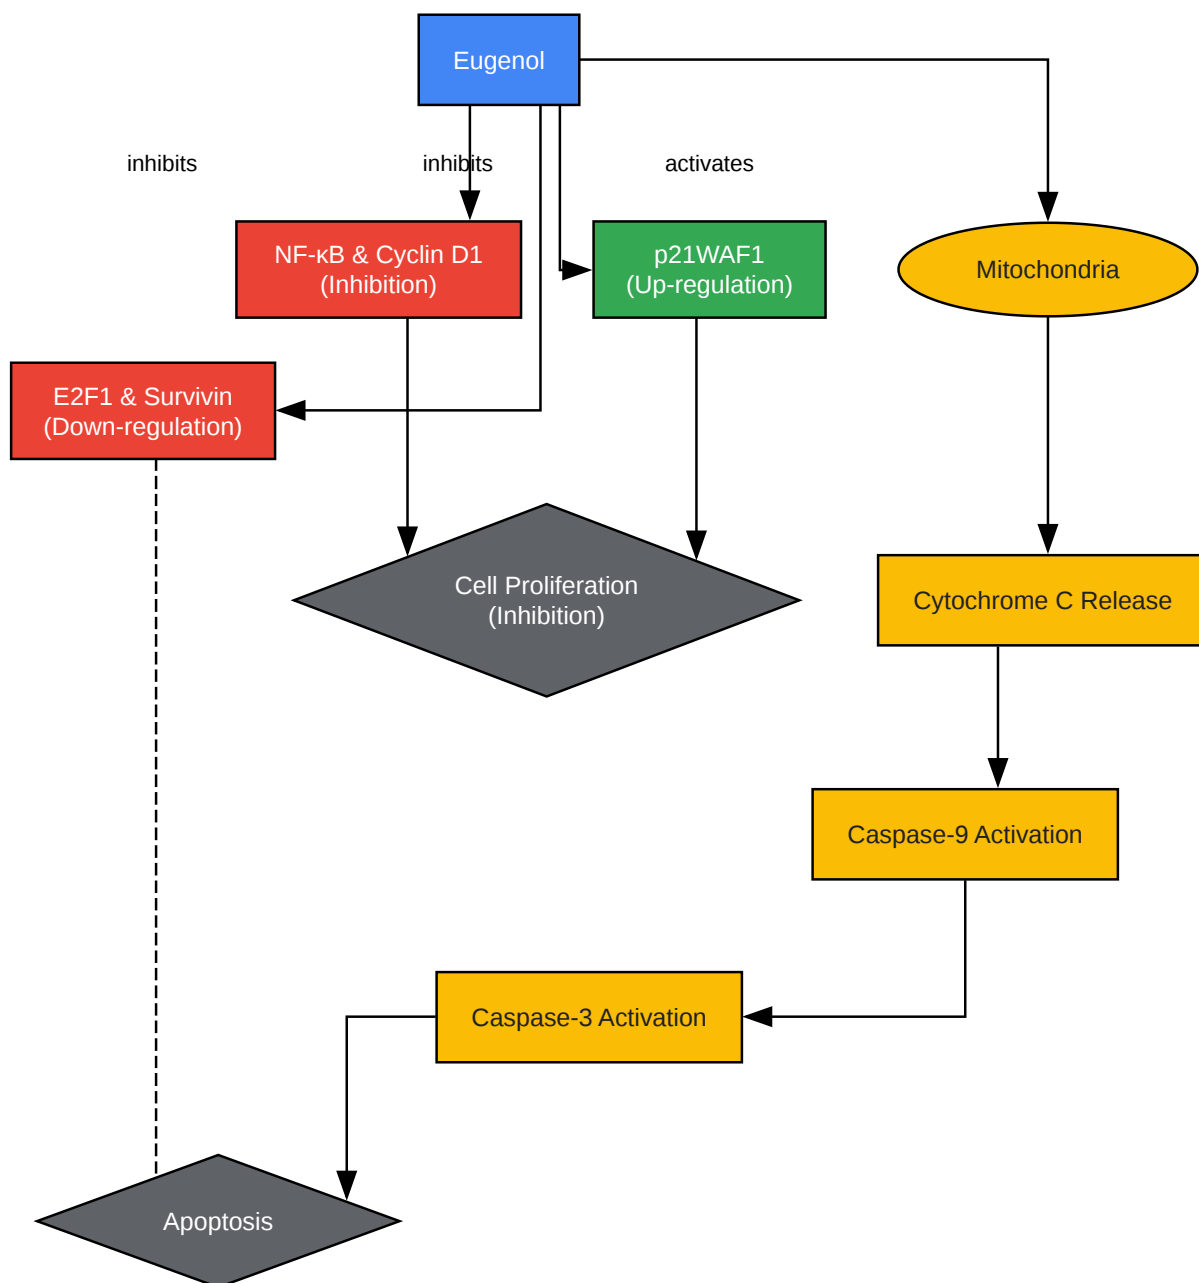 Eugenol
inhibits
inhibits
activates
NF-κB & Cyclin D1
(Inhibition)
p21WAF1
(Up-regulation)
Mitochondria
E2F1 & Survivin
(Down-regulation)
Cell Proliferation
(Inhibition)
Cytochrome C Release
Caspase-9 Activation
Caspase-3 Activation
Apoptosis